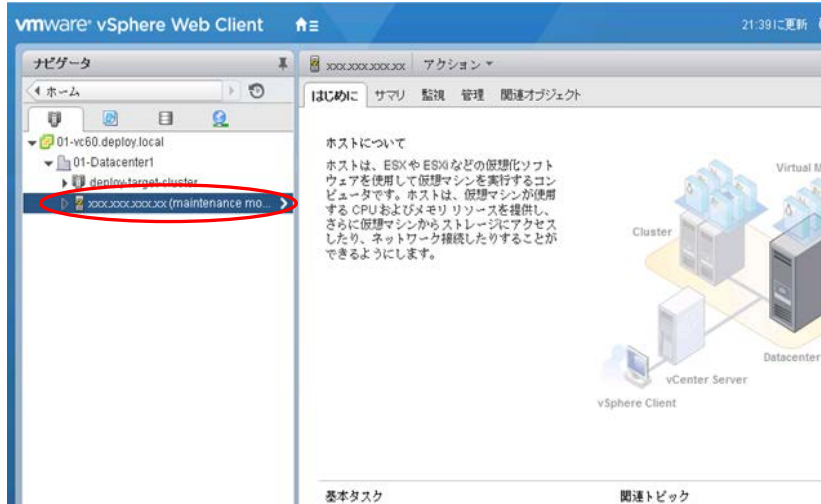 vmware® vSphere Web Client
21:39に更新
ナビゲータ
xxx.xxx.xxx.xx アクション
ホーム
はじめに サマリ 監視 管理 関連オブジェクト
01-vc60.deploy.local
01-Datacenter1
deploy-target-cluster
xxx.xxx.xxx.xx (maintenance mo...
ホストについて
ホストは、ESX や ESXi などの仮想化ソフト
ウェアを使用して仮想マシンを実行するコン
ピュータです。ホストは、仮想マシンが使用
する CPU およびメモリ リソースを提供し、
さらに仮想マシンからストレージにアクセス
したり、ネットワーク接続したりすることが
できるようにします。
Virtual M
Cluster
Datacenter
vCenter Server
vSphere Client
基本タスク
関連トピック